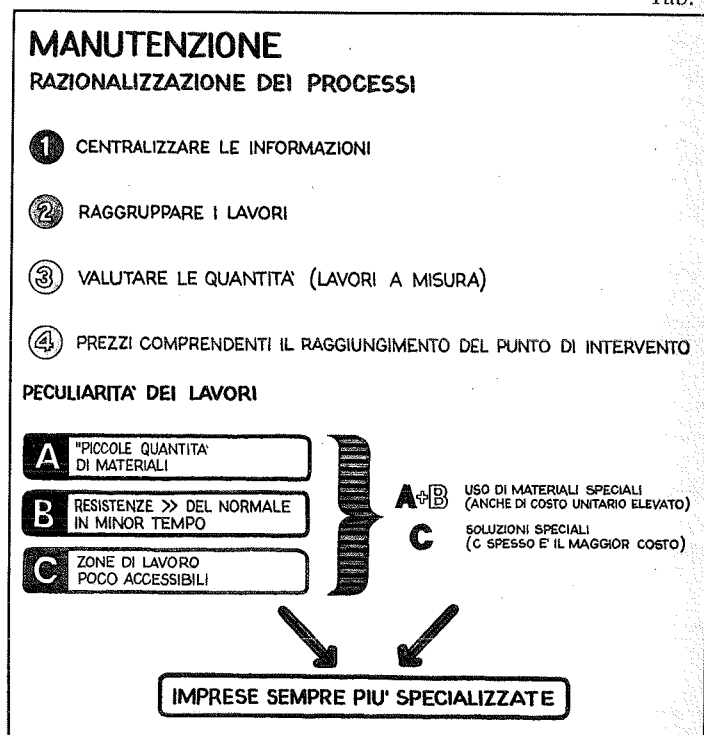 Tab.
MANUTENZIONE
RAZIONALIZZAZIONE DEI PROCESSI
1 CENTRALIZZARE LE INFORMAZIONI
2 RAGGRUPPARE I LAVORI
3 VALUTARE LE QUANTITA' (LAVORI A MISURA)
4 PREZZI COMPRENDENTI IL RAGGIUNGIMENTO DEL PUNTO DI INTERVENTO
PECULIARITA' DEI LAVORI
A "PICCOLE QUANTITA'
DI MATERIALI
B RESISTENZE >> DEL NORMALE
IN MINOR TEMPO
C ZONE DI LAVORO
POCO ACCESSIBILI
A+B USO DI MATERIALI SPECIALI
(ANCHE DI COSTO UNITARIO ELEVATO)
C SOLUZIONI SPECIALI
(C SPESSO E' IL MAGGIOR COSTO)
IMPRESE SEMPRE PIU' SPECIALIZZATE